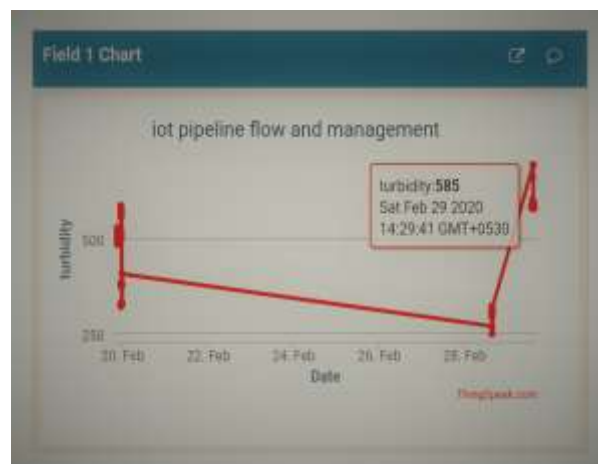 Field 1 Chart
iot pipeline flow and management
turbidity:585
Sat Feb 29 2020
14:29:41 GMT+0530
turbidity
500
250
20. Feb 22. Feb 24. Feb 26. Feb 28. Feb
Date
ThingSpeak.com